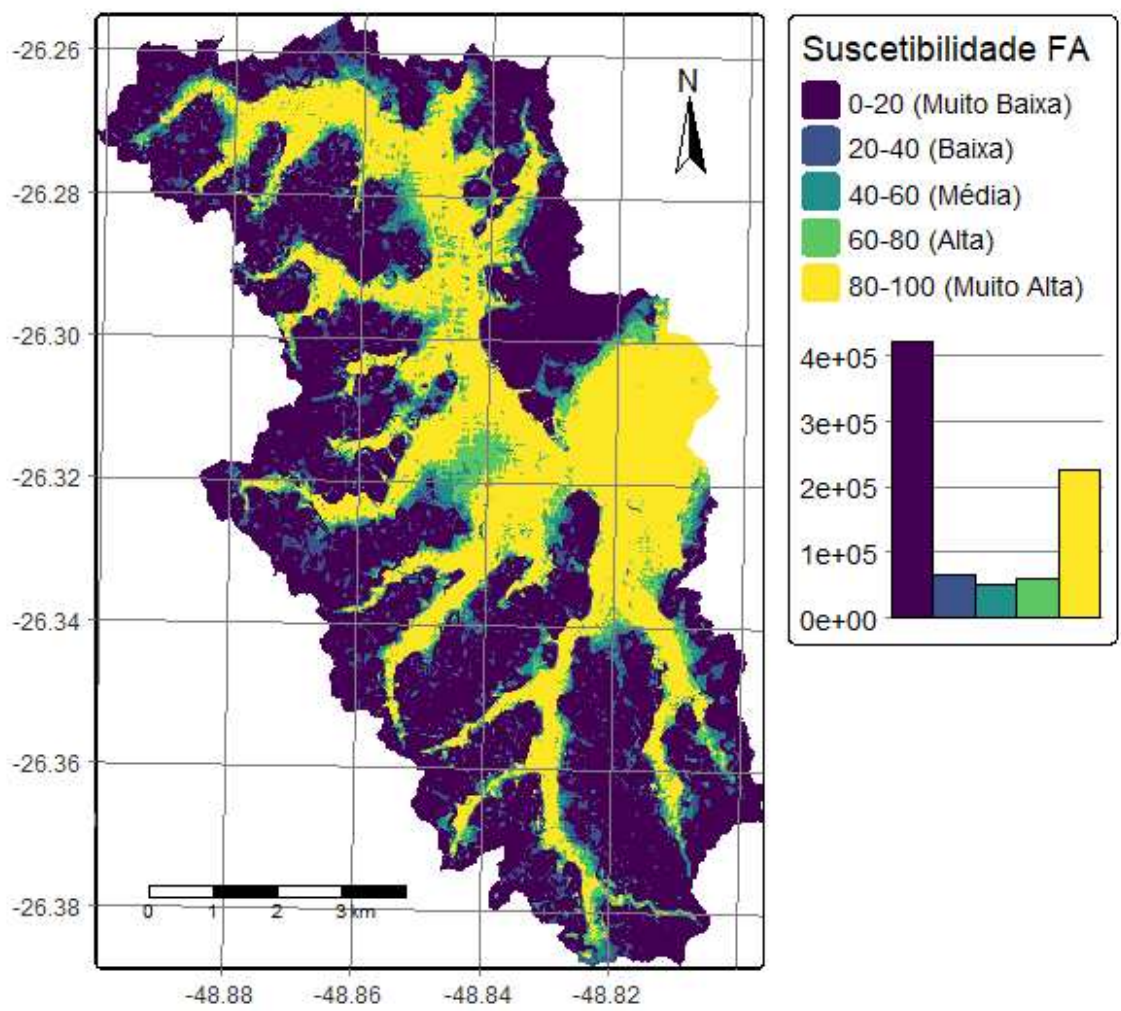 -26.26
-26.28
-26.30
-26.32
-26.34
-26.36
-26.38
-48.88 -48.86 -48.84 -48.82
N
0 1 2 3 km
Suscetibilidade FA
0-20 (Muito Baixa)
20-40 (Baixa)
40-60 (Média)
60-80 (Alta)
80-100 (Muito Alta)
4e+05
3e+05
2e+05
1e+05
0e+00